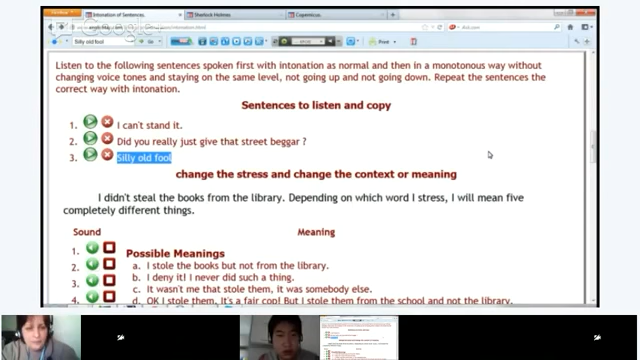 Intonation of Sentences.
Sherlock Holmes
Copernicus.
Silly old fool
Print
Listen to the following sentences spoken first with intonation as normal and then in a monotonous way without
changing voice tones and staying on the same level, not going up and not going down. Repeat the sentences the
correct way with intonation.
Sentences to listen and copy
1. I can't stand it.
2. Did you really just give that street beggar ?
3. Silly old fool
change the stress and change the context or meaning
I didn't steal the books from the library. Depending on which word I stress, I will mean five
completely different things.
Sound
Meaning
Possible Meanings
1.
a. I stole the books but not from the library.
2.
b. I deny it! I never did such a thing.
3.
c. It wasn't me that stole them, it was somebody else.
4.
d. OK I stole them. It's a fair cop! But I stole them from the school and not the library.